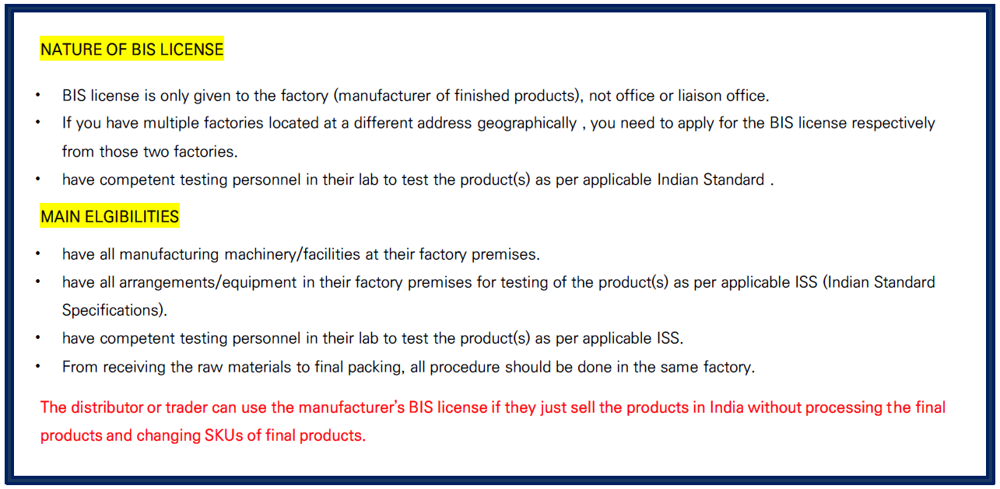 NATURE OF BIS LICENSE
• BIS license is only given to the factory (manufacturer of finished products), not office or liaison office.
• If you have multiple factories located at a different address geographically , you need to apply for the BIS license respectively
from those two factories.
• have competent testing personnel in their lab to test the product(s) as per applicable Indian Standard .
MAIN ELGIBILITIES
• have all manufacturing machinery/facilities at their factory premises.
• have all arrangements/equipment in their factory premises for testing of the product(s) as per applicable ISS (Indian Standard
Specifications).
• have competent testing personnel in their lab to test the product(s) as per applicable ISS.
• From receiving the raw materials to final packing, all procedure should be done in the same factory.
The distributor or trader can use the manufacturer’s BIS license if they just sell the products in India without processing the final
products and changing SKUs of final products.